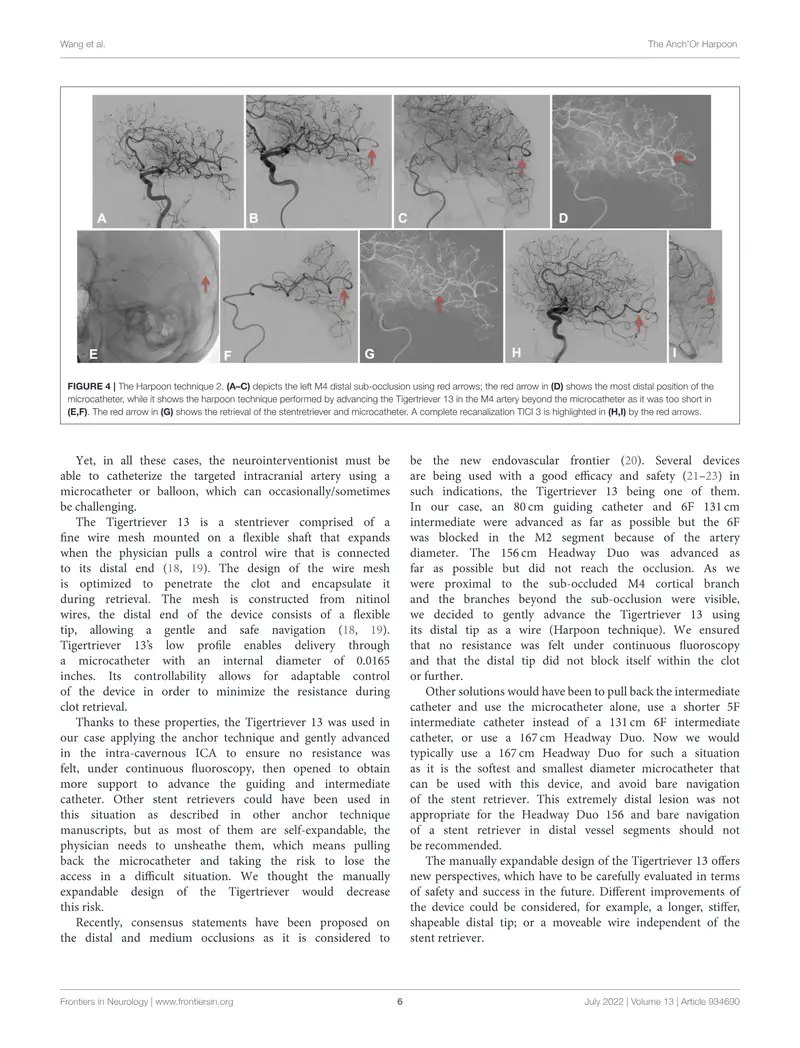 Wang et al.
The Anch'Or Harpoon
A
B
C
D
E
F
G
H
I
FIGURE 4 | The Harpoon technique 2. (A–C) depicts the left M4 distal sub-occlusion using red arrows; the red arrow in (D) shows the most distal position of the
microcatheter, while it shows the harpoon technique performed by advancing the Tigertriever 13 in the M4 artery beyond the microcatheter as it was too short in
(E,F). The red arrow in (G) shows the retrieval of the stentretriever and microcatheter. A complete recanalization TICI 3 is highlighted in (H,I) by the red arrows.
Yet, in all these cases, the neurointerventionist must be
able to catheterize the targeted intracranial artery using a
microcatheter or balloon, which can occasionally/sometimes
be challenging.
The Tigertriever 13 is a stentriever comprised of a
fine wire mesh mounted on a flexible shaft that expands
when the physician pulls a control wire that is connected
to its distal end (18, 19). The design of the wire mesh
is optimized to penetrate the clot and encapsulate it
during retrieval. The mesh is constructed from nitinol
wires, the distal end of the device consists of a flexible
tip, allowing a gentle and safe navigation (18, 19).
Tigertriever 13's low profile enables delivery through
a microcatheter with an internal diameter of 0.0165
inches. Its controllability allows for adaptable control
of the device in order to minimize the resistance during
clot retrieval.
Thanks to these properties, the Tigertriever 13 was used in
our case applying the anchor technique and gently advanced
in the intra-cavernous ICA to ensure no resistance was
felt, under continuous fluoroscopy, then opened to obtain
more support to advance the guiding and intermediate
catheter. Other stent retrievers could have been used in
this situation as described in other anchor technique
manuscripts, but as most of them are self-expandable, the
physician needs to unsheathe them, which means pulling
back the microcatheter and taking the risk to lose the
access in a difficult situation. We thought the manually
expandable design of the Tigertriever would decrease
this risk.
Recently, consensus statements have been proposed on
the distal and medium occlusions as it is considered to
be the new endovascular frontier (20). Several devices
are being used with a good efficacy and safety (21–23) in
such indications, the Tigertriever 13 being one of them.
In our case, an 80 cm guiding catheter and 6F 131 cm
intermediate were advanced as far as possible but the 6F
was blocked in the M2 segment because of the artery
diameter. The 156 cm Headway Duo was advanced as
far as possible but did not reach the occlusion. As we
were proximal to the sub-occluded M4 cortical branch
and the branches beyond the sub-occlusion were visible,
we decided to gently advance the Tigertriever 13 using
its distal tip as a wire (Harpoon technique). We ensured
that no resistance was felt under continuous fluoroscopy
and that the distal tip did not block itself within the clot
or further.
Other solutions would have been to pull back the intermediate
catheter and use the microcatheter alone, use a shorter 5F
intermediate catheter instead of a 131 cm 6F intermediate
catheter, or use a 167 cm Headway Duo. Now we would
typically use a 167 cm Headway Duo for such a situation
as it is the softest and smallest diameter microcatheter that
can be used with this device, and avoid bare navigation
of the stent retriever. This extremely distal lesion was not
appropriate for the Headway Duo 156 and bare navigation
of a stent retriever in distal vessel segments should not
be recommended.
The manually expandable design of the Tigertriever 13 offers
new perspectives, which have to be carefully evaluated in terms
of safety and success in the future. Different improvements of
the device could be considered, for example, a longer, stiffer,
shapeable distal tip; or a moveable wire independent of the
stent retriever.
Frontiers in Neurology | www.frontiersin.org
6
July 2022 | Volume 13 | Article 934690